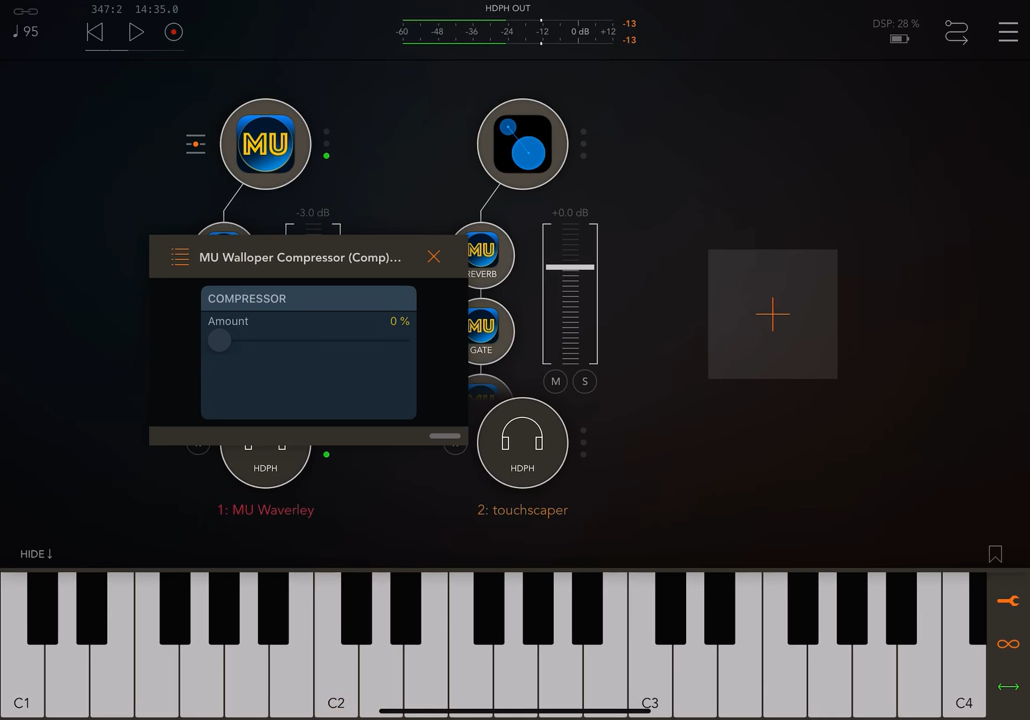 347:2 14:35.0
♩ 95
HDPH OUT
-60 -48 -36 -24 -12 0 dB +12
-13
-13
DSP: 28 %
MU
-3.0 dB
+0.0 dB
MU Walloper Compressor (Comp)...
COMPRESSOR
Amount 0 %
MU
REVERB
MU
GATE
M S
HDPH
HDPH
1: MU Waverley
2: touchscaper
HIDE↓
C1 C2 C3 C4